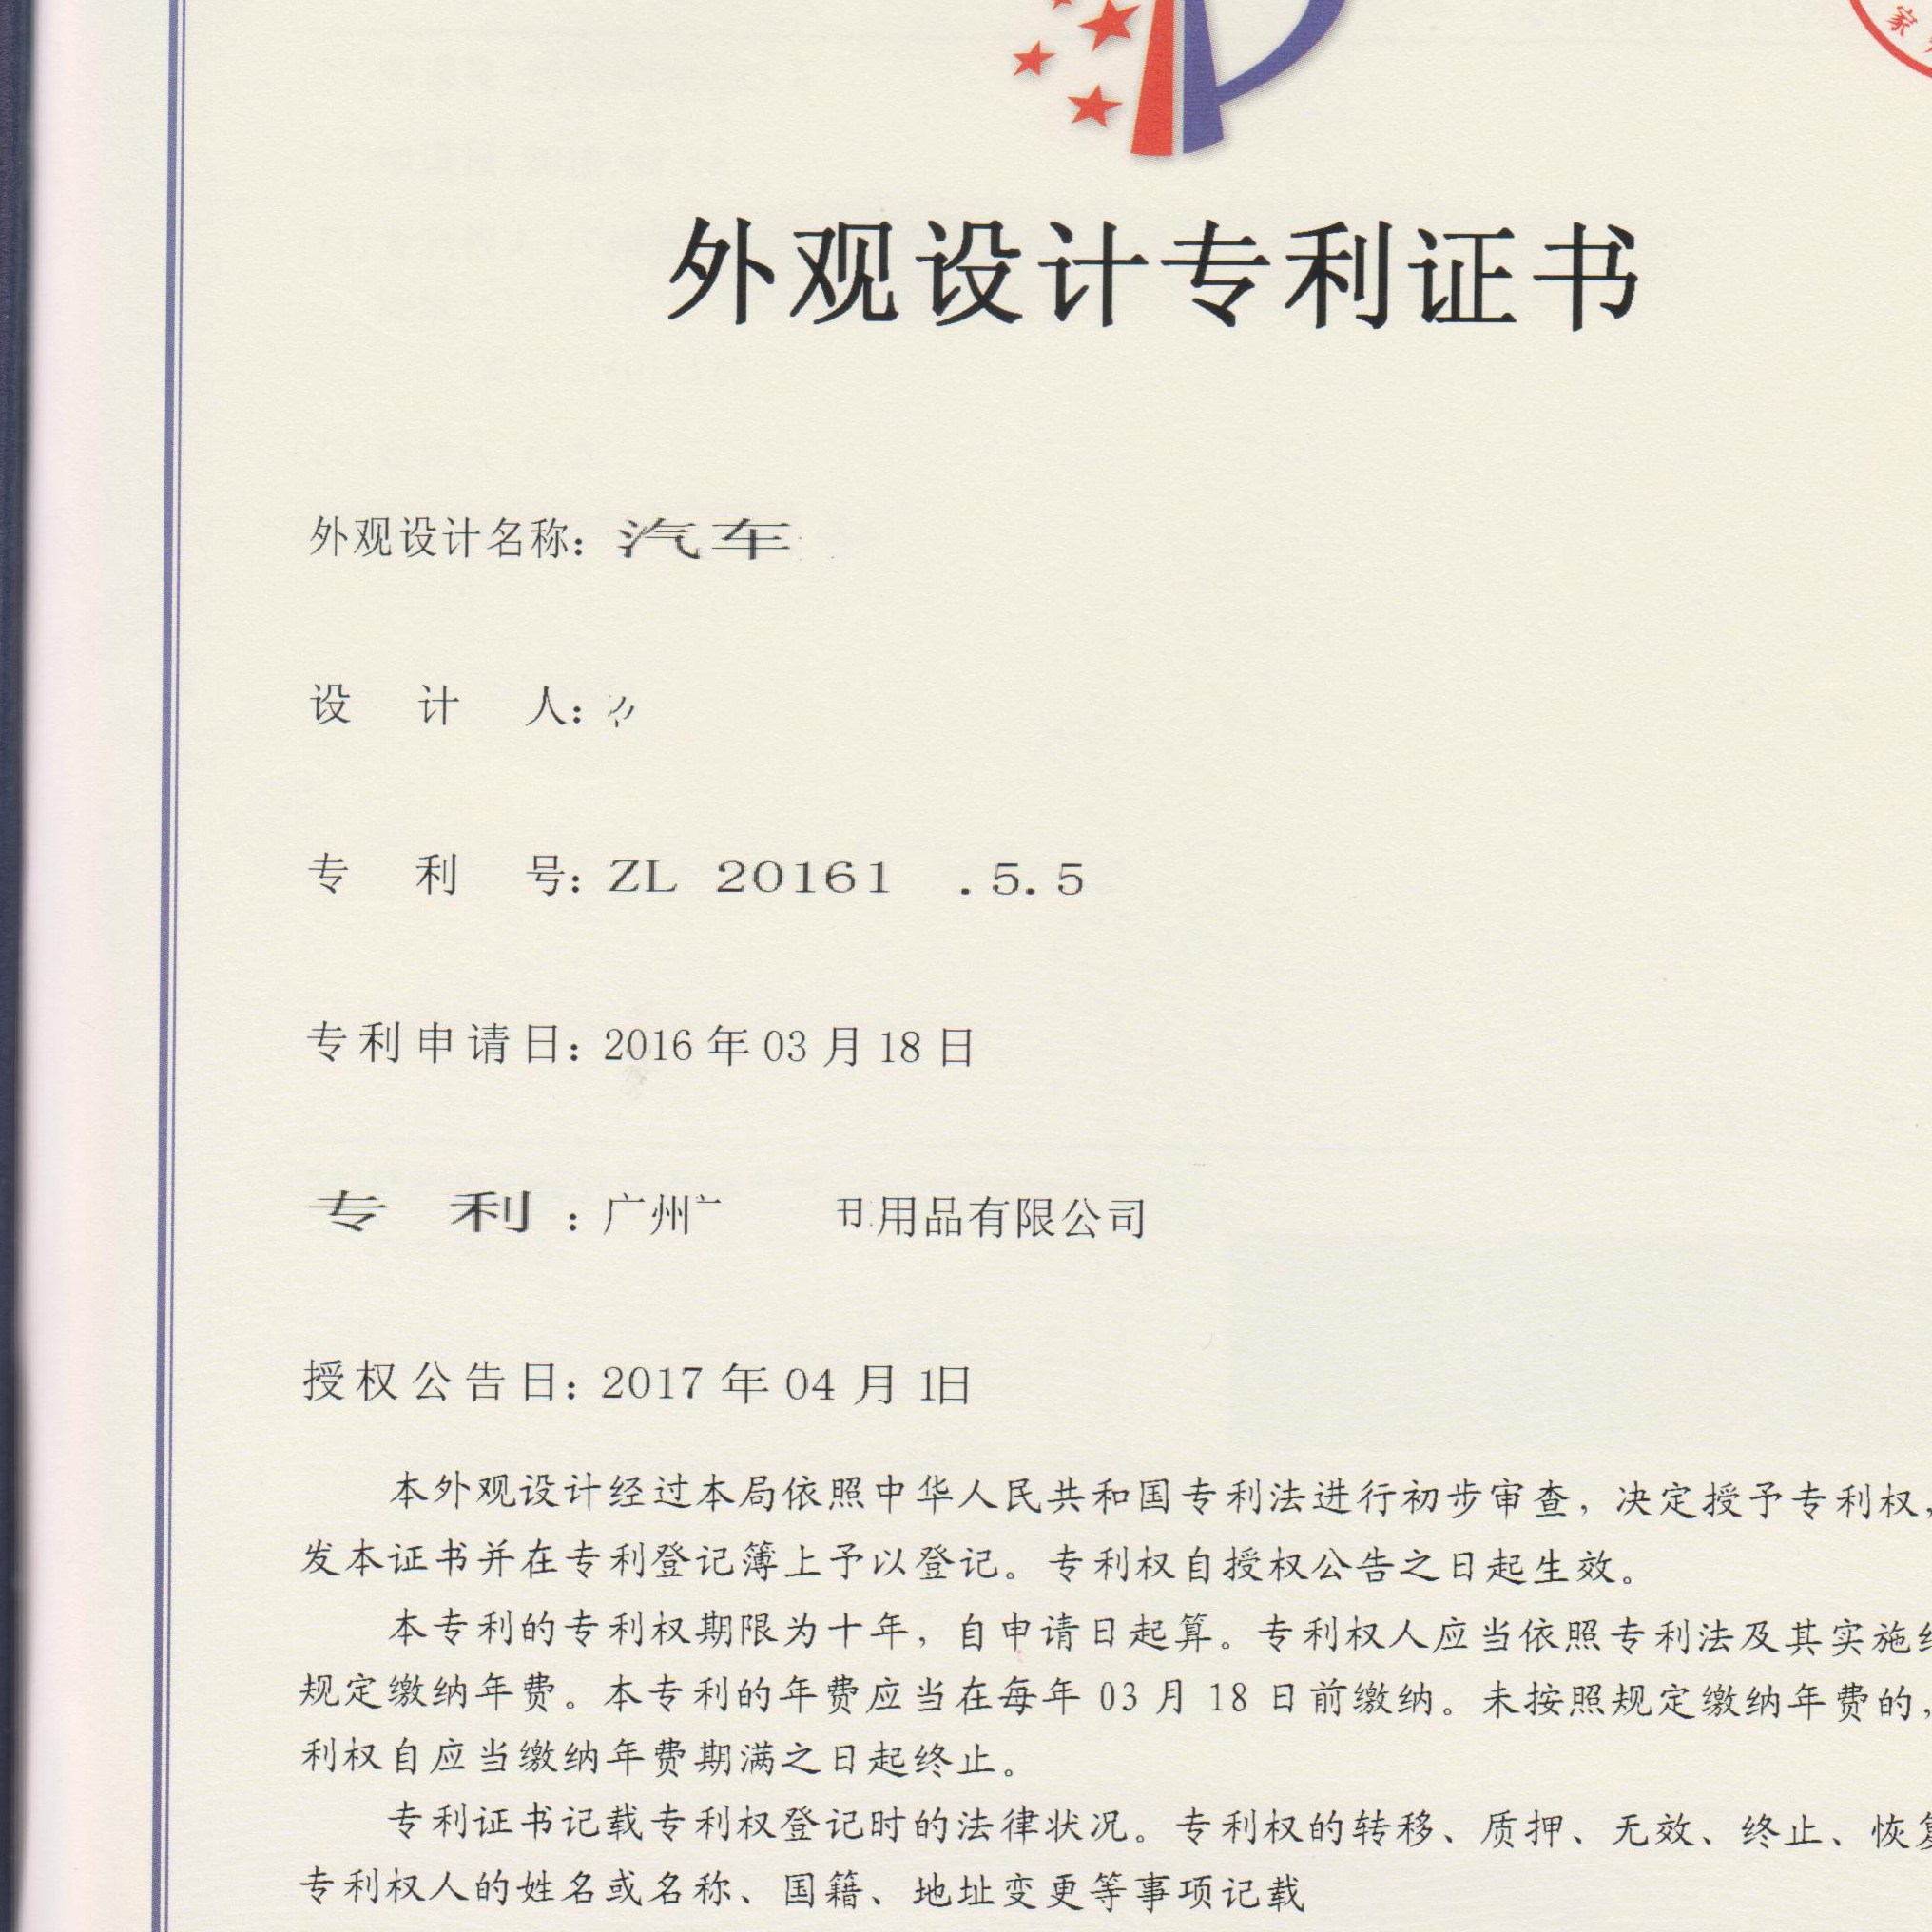 家
外观设计专利证书
外观设计名称：汽车
设 计 人：
专 利 号：ZL 20161 .5.5
专利申请日：2016 年 03 月 18 日
专 利 ：广州 用品有限公司
授权公告日：2017 年 04 月 1日
本外观设计经过本局依照中华人民共和国专利法进行初步审查，决定授予专利权，
发本证书并在专利登记簿上予以登记。专利权自授权公告之日起生效。
本专利的专利权期限为十年，自申请日起算。专利权人应当依照专利法及其实施
规定缴纳年费。本专利的年费应当在每年 03 月 18 日前缴纳。未按照规定缴纳年费的，
利权自应当缴纳年费期满之日起终止。
专利证书记载专利权登记时的法律状况。专利权的转移、质押、无效、终止、恢复
专利权人的姓名或名称、国籍、地址变更等事项记载